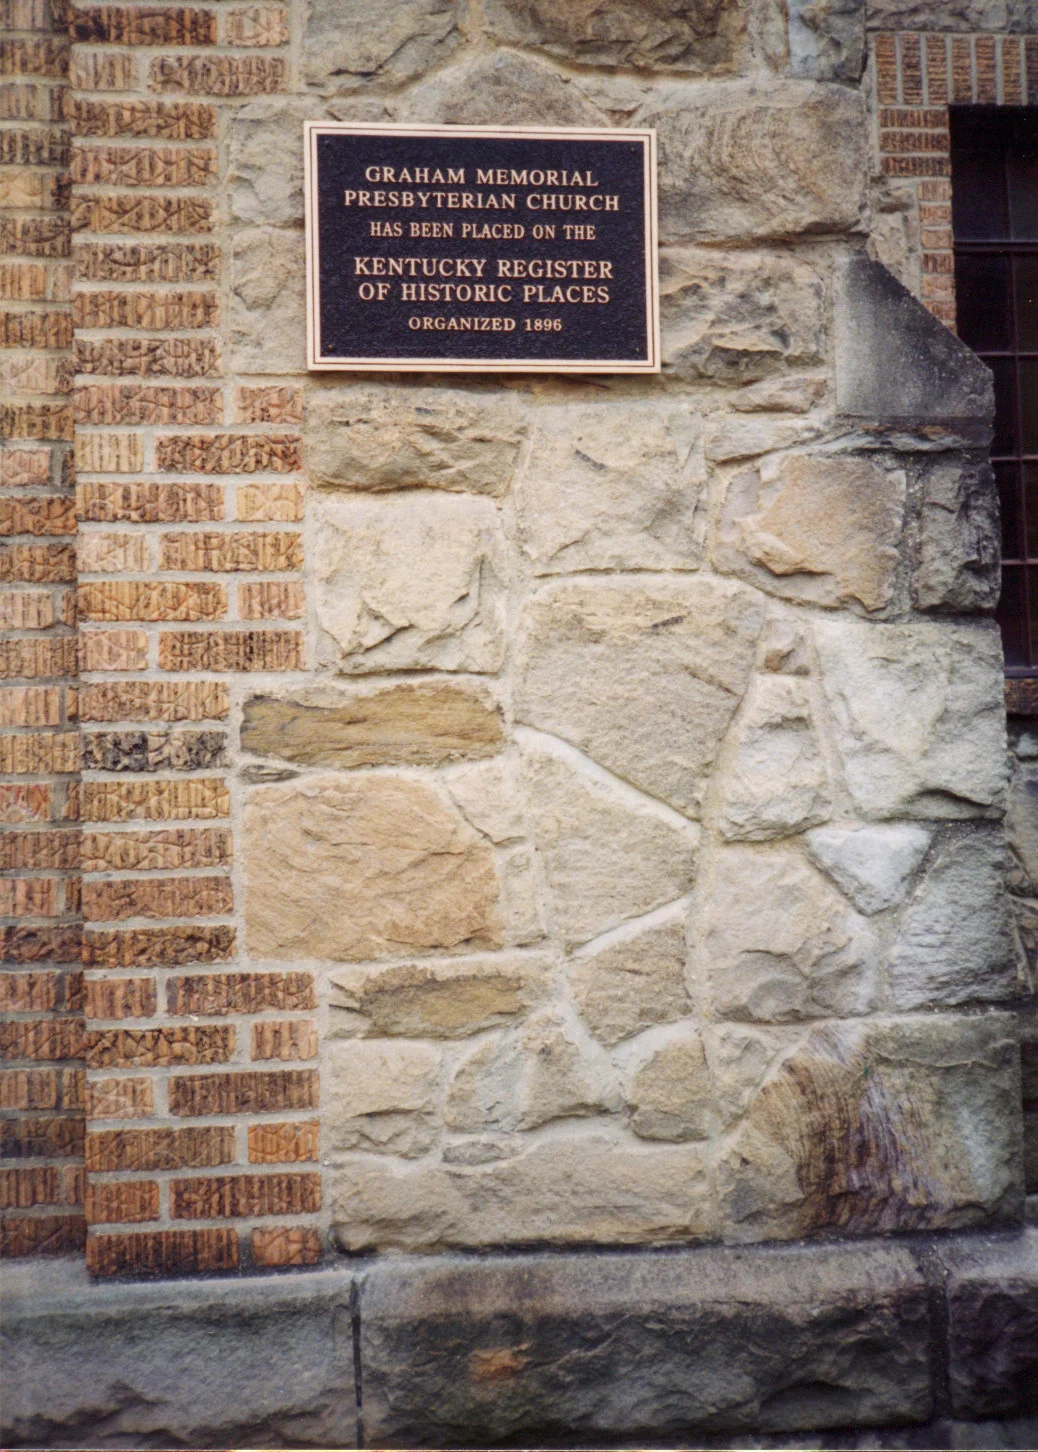 GRAHAM MEMORIAL
PRESBYTERIAN CHURCH
HAS BEEN PLACED ON THE
KENTUCKY REGISTER
OF HISTORIC PLACES
ORGANIZED 1896